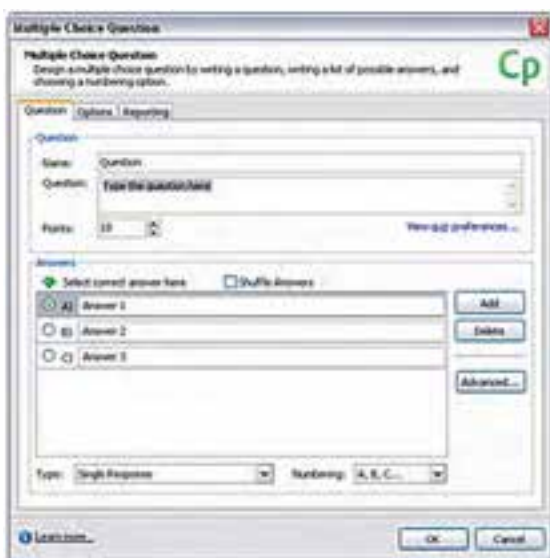 Multiple Choice Question
Multiple Choice Question
Design a multiple choice question by writing a question, writing a list of possible answers, and
choosing a numbering option.
Cp
Question Options Reporting
Question
Name: Question
Question: Type the question here
Points: 10 View quiz preferences...
Answers
Select correct answer here Shuffle Answers
A) Answer 1 Add
B) Answer 2 Delete
C) Answer 3
Advanced...
Type: Single Response Numbering: A, B, C...
Learn more... OK Cancel